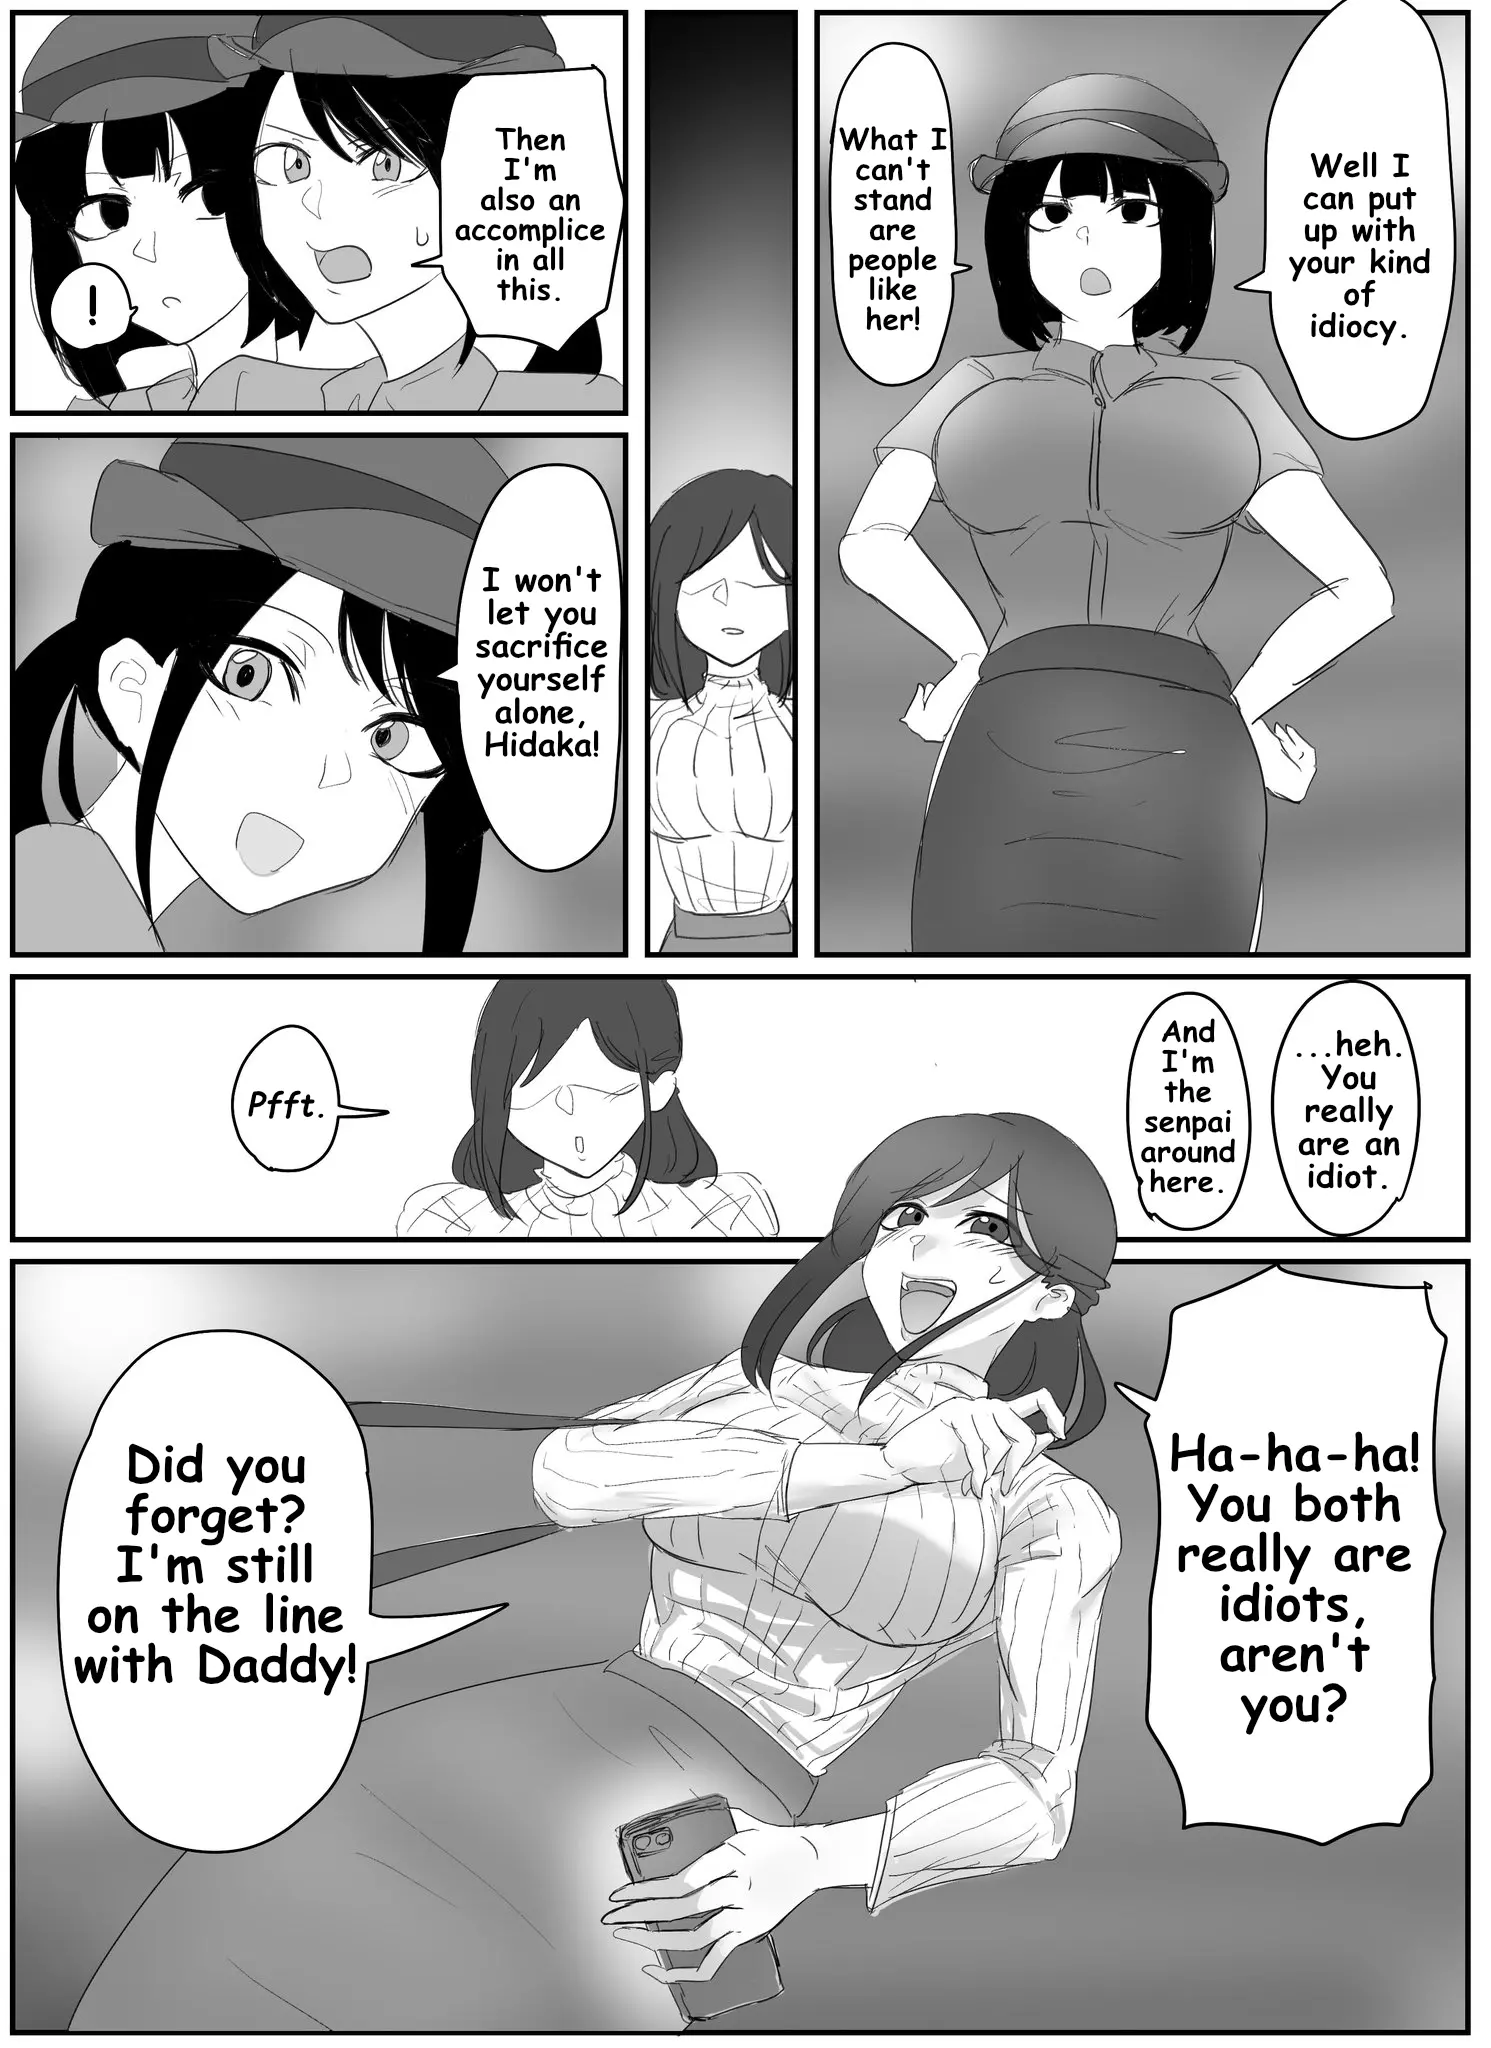 Well I
can put
up with
your kind
of
idiocy.
What I
can't
stand
are
people
like
her!
Then
I'm
also an
accomplice
in all
this.
!
I won't
let you
sacrifice
yourself
alone,
Hidaka!
...heh.
You
really
are an
idiot.
And
I'm
the
senpai
around
here.
Pfft.
Ha-ha-ha!
You both
really are
idiots,
aren't
you?
Did you
forget?
I'm still
on the line
with Daddy!